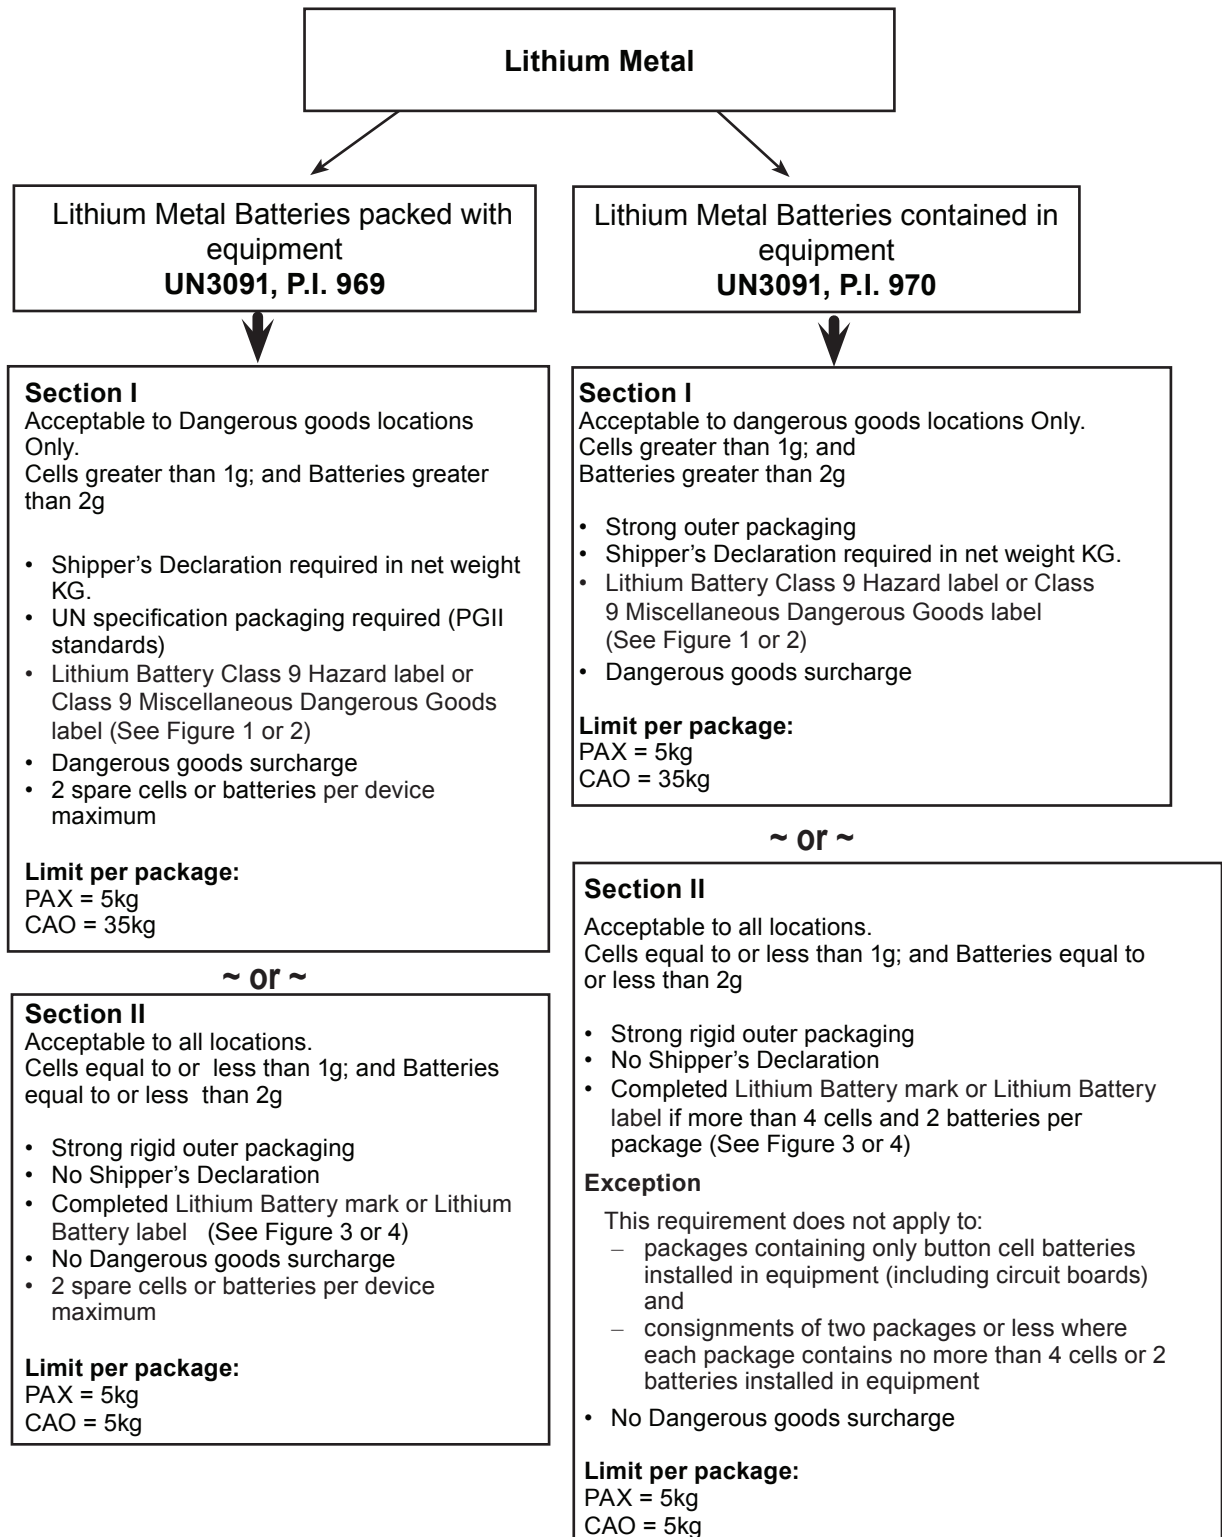 Lithium Metal
Lithium Metal Batteries packed with
equipment
UN3091, P.I. 969
Lithium Metal Batteries contained in
equipment
UN3091, P.I. 970
Section I
Acceptable to Dangerous goods locations
Only.
Cells greater than 1g; and Batteries greater
than 2g
• Shipper's Declaration required in net weight
KG.
• UN specification packaging required (PGII
standards)
• Lithium Battery Class 9 Hazard label or
Class 9 Miscellaneous Dangerous Goods
label (See Figure 1 or 2)
• Dangerous goods surcharge
• 2 spare cells or batteries per device
maximum
Limit per package:
PAX = 5kg
CAO = 35kg
~ or ~
Section II
Acceptable to all locations.
Cells equal to or less than 1g; and Batteries
equal to or less than 2g
• Strong rigid outer packaging
• No Shipper's Declaration
• Completed Lithium Battery mark or Lithium
Battery label (See Figure 3 or 4)
• No Dangerous goods surcharge
• 2 spare cells or batteries per device
maximum
Limit per package:
PAX = 5kg
CAO = 5kg
Section I
Acceptable to dangerous goods locations Only.
Cells greater than 1g; and
Batteries greater than 2g
• Strong outer packaging
• Shipper's Declaration required in net weight KG.
• Lithium Battery Class 9 Hazard label or Class
9 Miscellaneous Dangerous Goods label
(See Figure 1 or 2)
• Dangerous goods surcharge
Limit per package:
PAX = 5kg
CAO = 35kg
~ or ~
Section II
Acceptable to all locations.
Cells equal to or less than 1g; and Batteries equal to
or less than 2g
• Strong rigid outer packaging
• No Shipper's Declaration
• Completed Lithium Battery mark or Lithium Battery
label if more than 4 cells and 2 batteries per
package (See Figure 3 or 4)
Exception
This requirement does not apply to:
– packages containing only button cell batteries
installed in equipment (including circuit boards)
and
– consignments of two packages or less where
each package contains no more than 4 cells or 2
batteries installed in equipment
• No Dangerous goods surcharge
Limit per package:
PAX = 5kg
CAO = 5kg